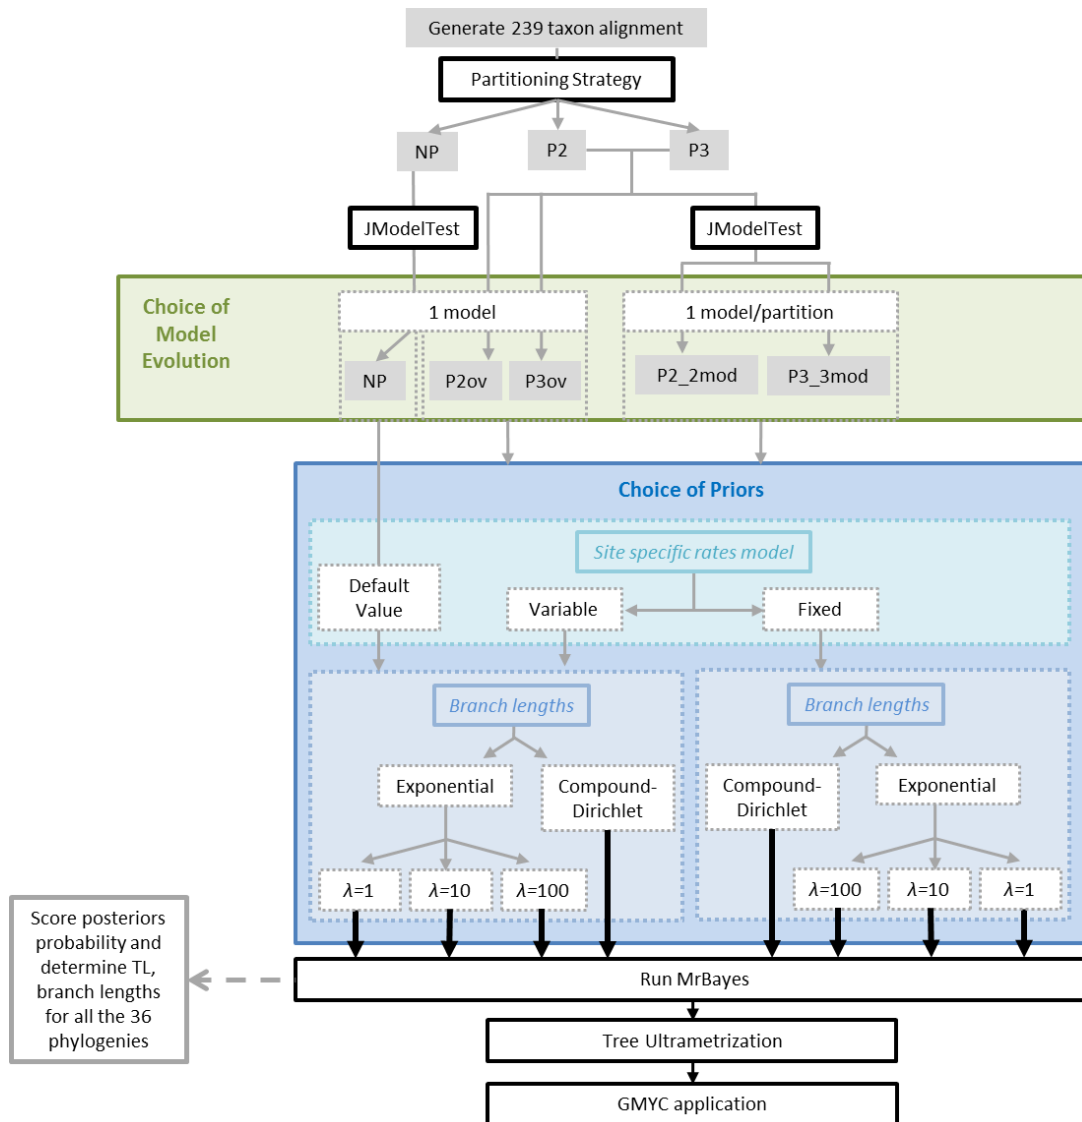 Generate 239 taxon alignment
Partitioning Strategy
NP
P2
P3
JModelTest
JModelTest
Choice of
Model
Evolution
1 model
1 model/partition
NP
P2ov
P3ov
P2_2mod
P3_3mod
Choice of Priors
Site specific rates model
Default
Value
Variable
Fixed
Branch lengths
Branch lengths
Exponential
Compound-
Dirichlet
Compound-
Dirichlet
Exponential
λ=1
λ=10
λ=100
λ=100
λ=10
λ=1
Score posteriors
probability and
determine TL,
branch lengths
for all the 36
phylogenies
Run MrBayes
Tree Ultrametrization
GMYC application